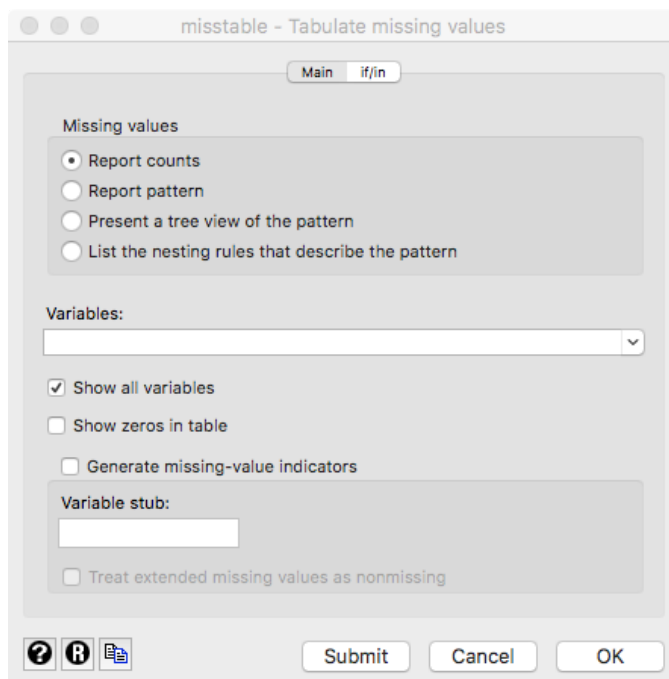 misstable - Tabulate missing values
Main if/in
Missing values
Report counts
Report pattern
Present a tree view of the pattern
List the nesting rules that describe the pattern
Variables:
Show all variables
Show zeros in table
Generate missing-value indicators
Variable stub:
Treat extended missing values as nonmissing
? R Submit Cancel OK